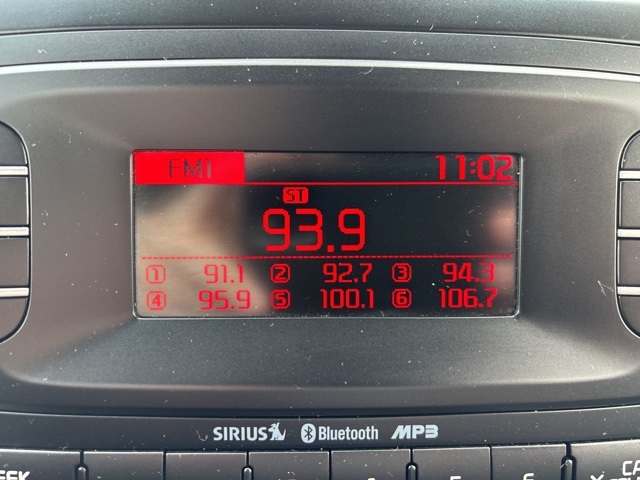 FM1 11:02
ST
93.9
1 91.1 2 92.7 3 94.3
4 95.9 5 100.1 6 106.7
SIRIUS Bluetooth MP3